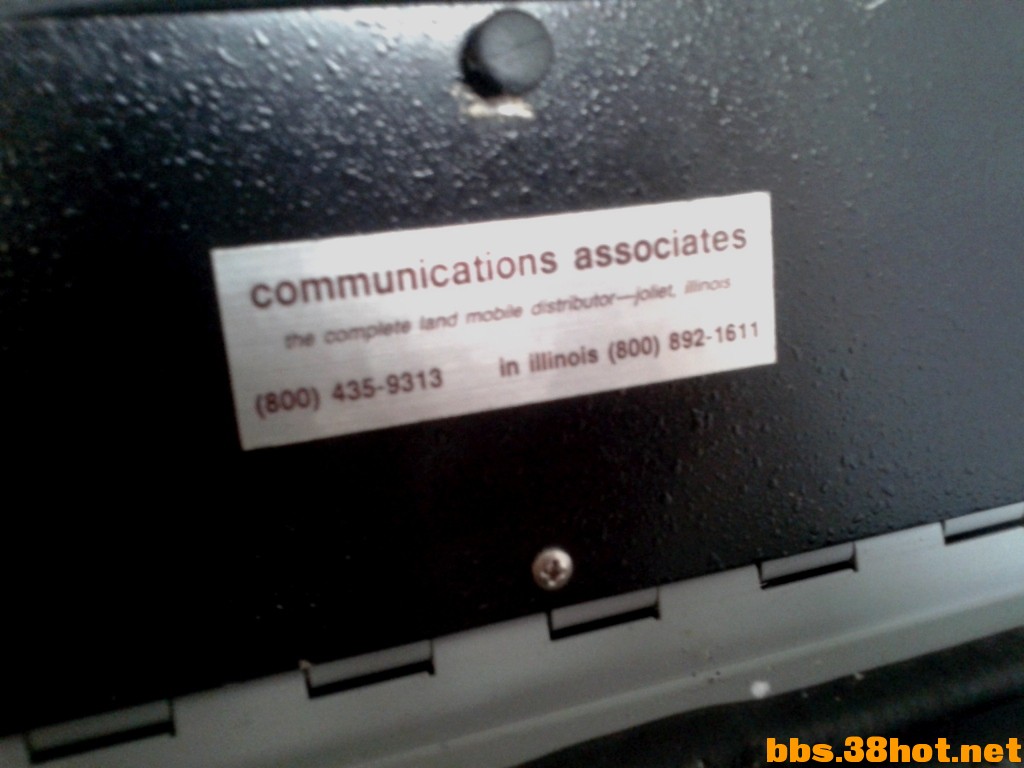 communications associates
the complete land mobile distributor—joliet, illinois
(800) 435-9313 in illinois (800) 892-1611
bbs.38hot.net